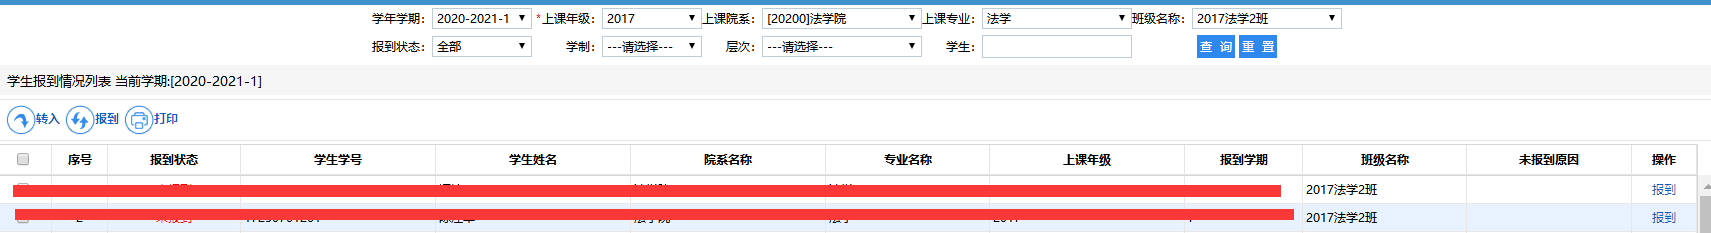 学年学期： 2020-2021-1 *上课年级： 2017 上课院系： [20200]法学院 上课专业： 法学 班级名称： 2017法学2班
报到状态： 全部 学制： ---请选择--- 层次： ---请选择--- 学生： 查 询 重 置
学生报到情况列表 当前学期:[2020-2021-1]
转入 报到 打印
序号 报到状态 学生学号 学生姓名 院系名称 专业名称 上课年级 报到学期 班级名称 未报到原因 操作
2017法学2班 报到
2017法学2班 报到